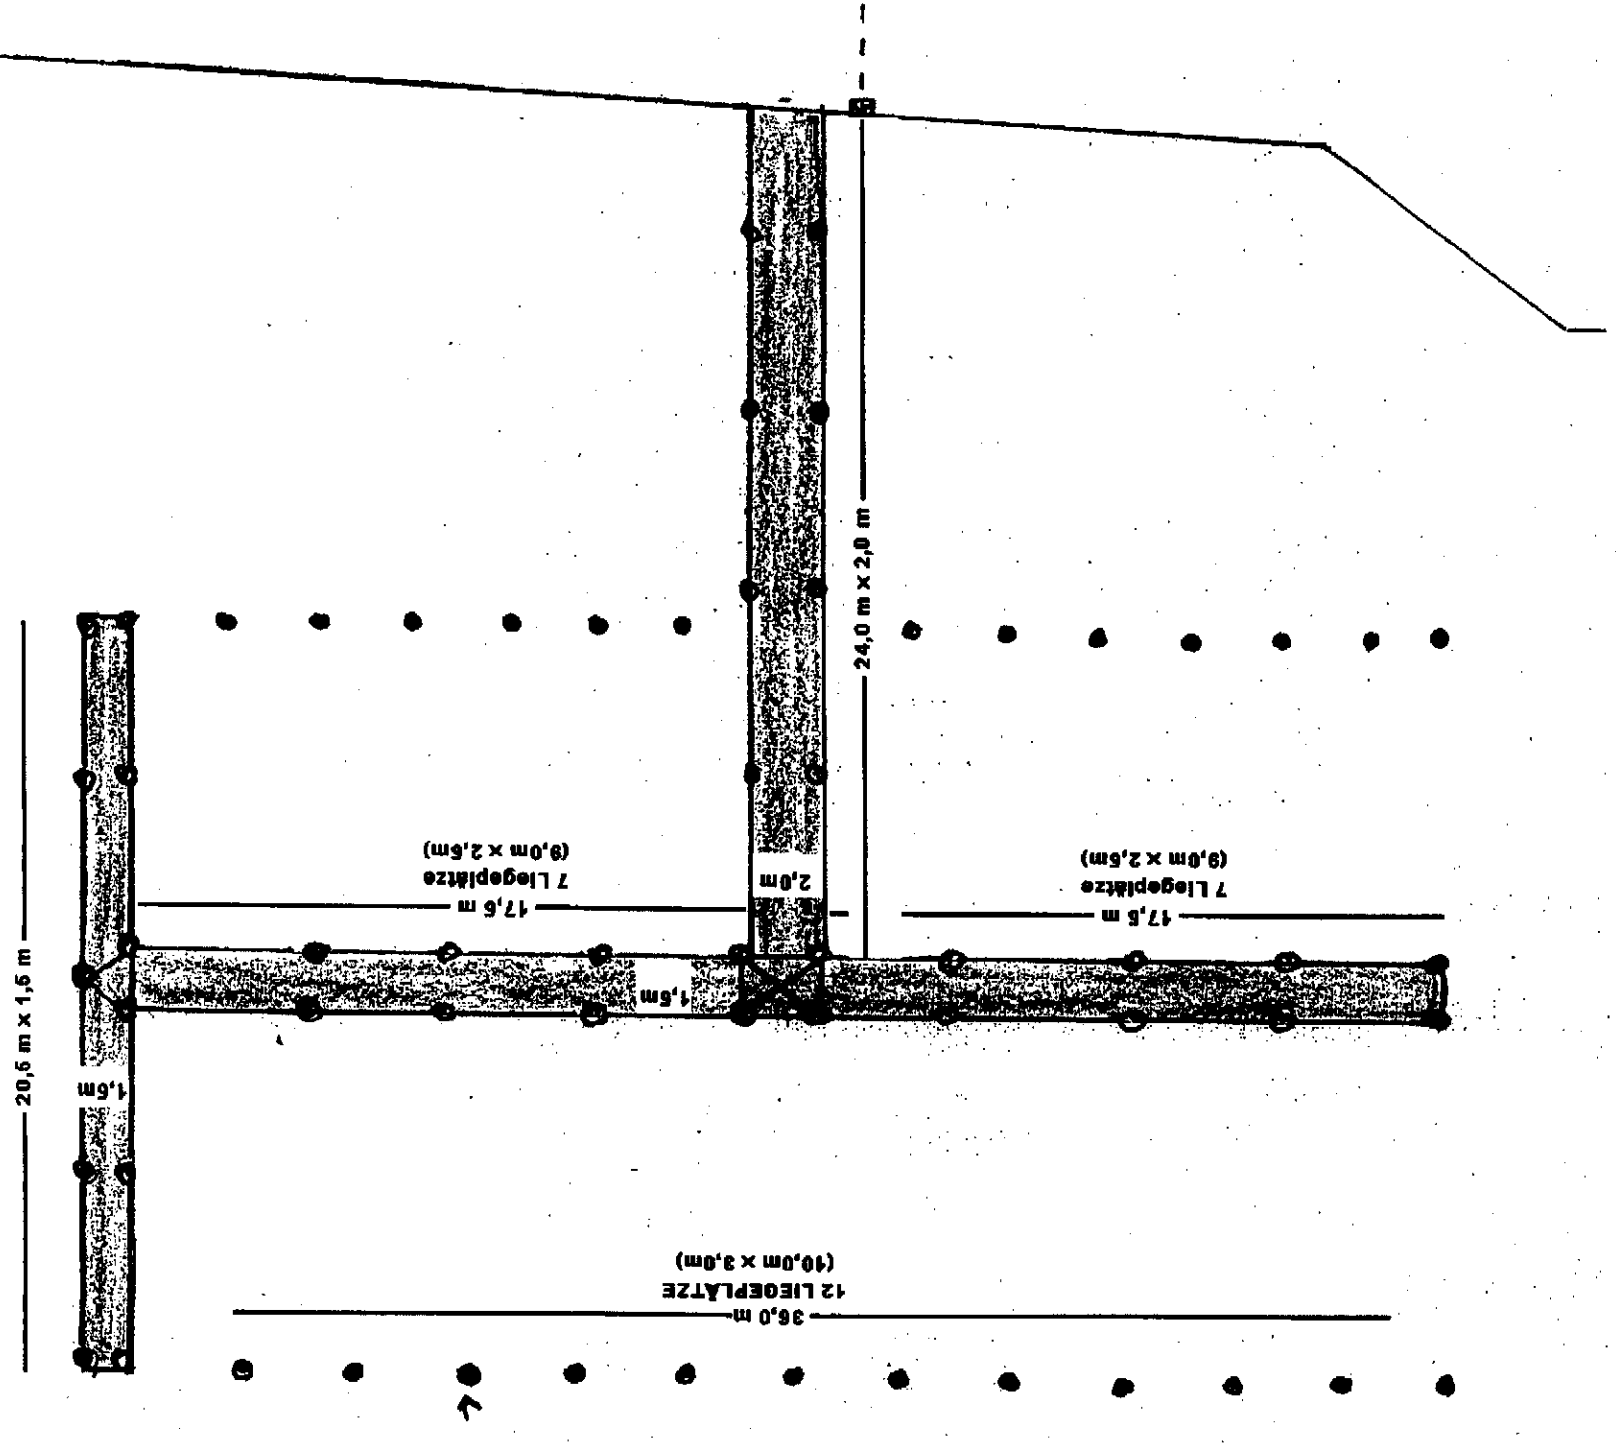 24,0 m x 2,0 m
(9,0m x 2,5m)
7 Liegeplätze
17,5 m
2,0m
(9,0m x 2,5m)
7 Liegeplätze
17,5 m
20,5 m x 1,5 m
1,5m
1,5m
(10,0m x 3,0m)
12 LIEGEPLÄTZE
36,0 m